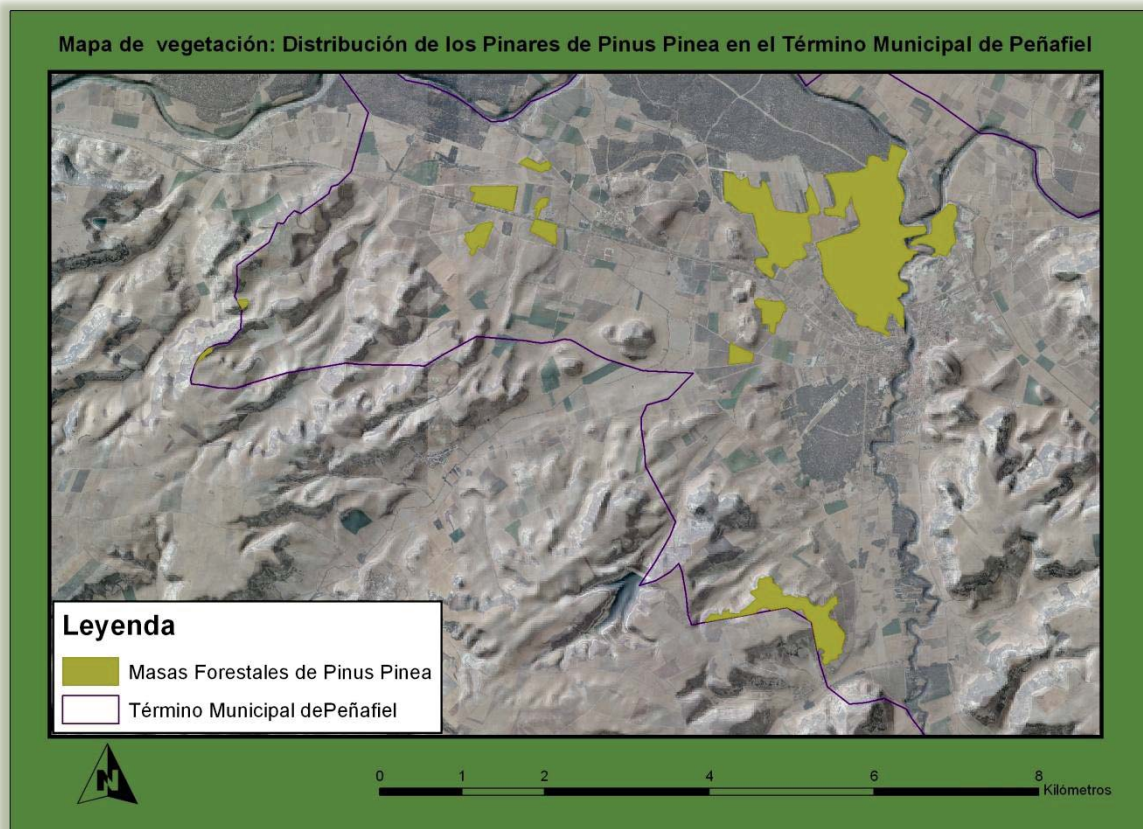 Mapa de vegetación: Distribución de los Pinares de Pinus Pinea en el Término Municipal de Peñafiel
Leyenda
Masas Forestales de Pinus Pinea
Término Municipal dePeñafiel
N
0 1 2 4 6 8
Kilómetros